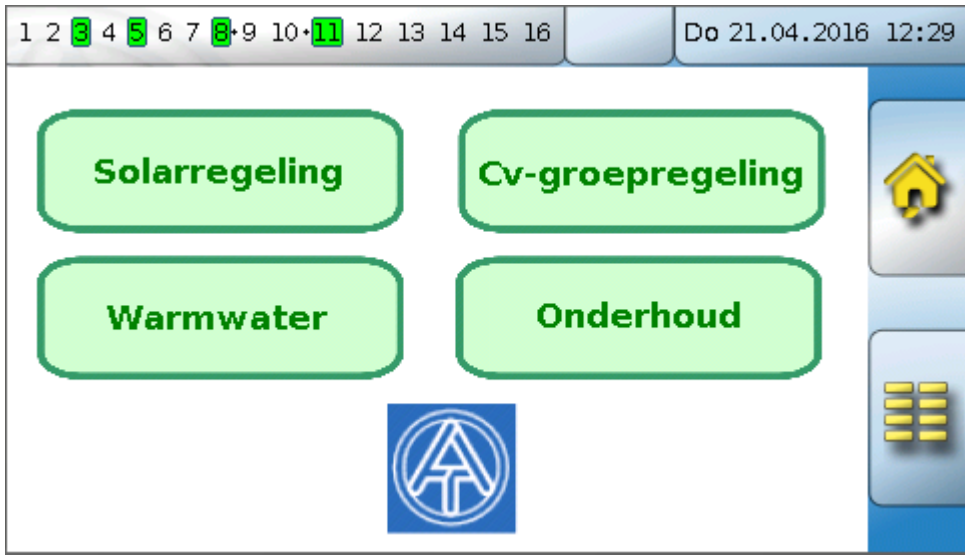 1 2 3 4 5 6 7 8·9 10·11 12 13 14 15 16 Do 21.04.2016 12:29
Solarregeling Cv-groepregeling
Warmwater Onderhoud
TA